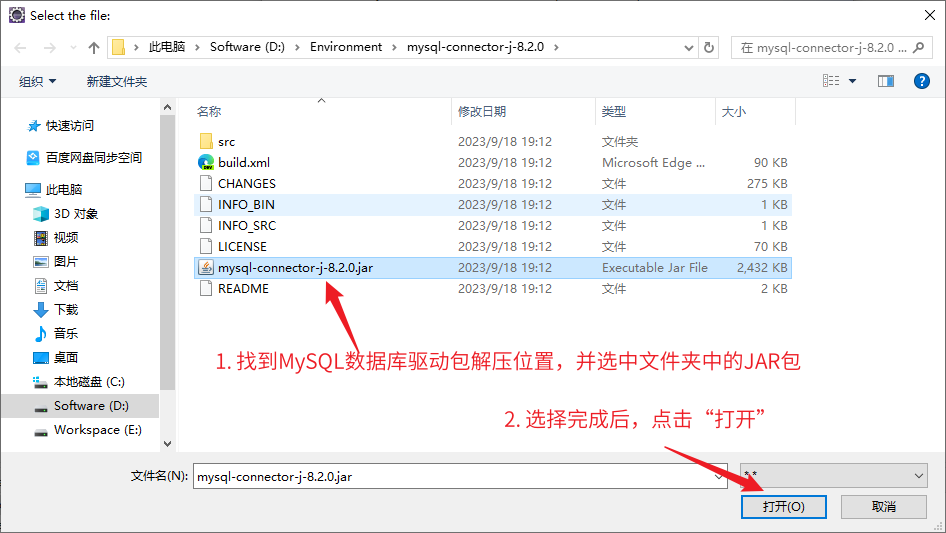 Select the file:
此电脑 Software (D:) Environment mysql-connector-j-8.2.0
在 mysql-connector-j-8.2.0 ...
组织 新建文件夹
名称 修改日期 类型 大小
快速访问
百度网盘同步空间
此电脑
3D 对象
视频
图片
文档
下载
音乐
桌面
本地磁盘 (C:)
Software (D:)
Workspace (E:)
src 2023/9/18 19:12 文件夹
build.xml 2023/9/18 19:12 Microsoft Edge ... 90 KB
CHANGES 2023/9/18 19:12 文件 275 KB
INFO_BIN 2023/9/18 19:12 文件 1 KB
INFO_SRC 2023/9/18 19:12 文件 1 KB
LICENSE 2023/9/18 19:12 文件 70 KB
mysql-connector-j-8.2.0.jar 2023/9/18 19:12 Executable Jar File 2,432 KB
README 2023/9/18 19:12 文件 2 KB
1. 找到MySQL数据库驱动包解压位置，并选中文件夹中的JAR包
2. 选择完成后，点击“打开”
文件名(N): mysql-connector-j-8.2.0.jar *.*
打开(O) 取消